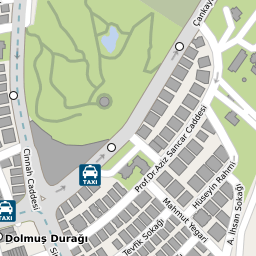 Çankaya
Cinnah Caddesi
Prof.Dr.Aziz Sancar Caddesi
Hüseyin Rahmi
A. İhsan Sokağı
Mahmut Yesari
Tevfik Sokağı
TAXI
TAXI
Dolmuş Durağı